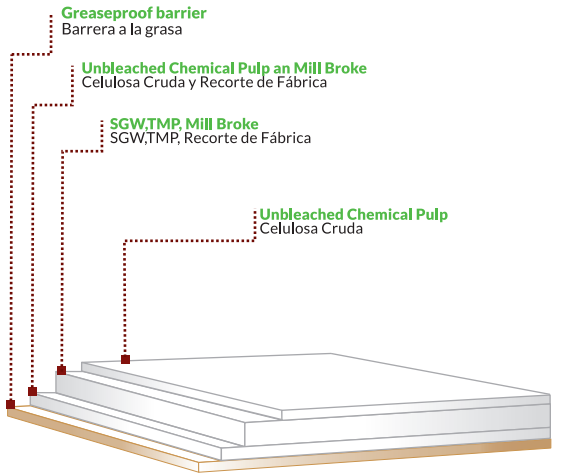 Greaseproof barrier
Barrera a la grasa
Unbleached Chemical Pulp an Mill Broke
Celulosa Cruda y Recorte de Fábrica
SGW,TMP, Mill Broke
SGW,TMP, Recorte de Fábrica
Unbleached Chemical Pulp
Celulosa Cruda